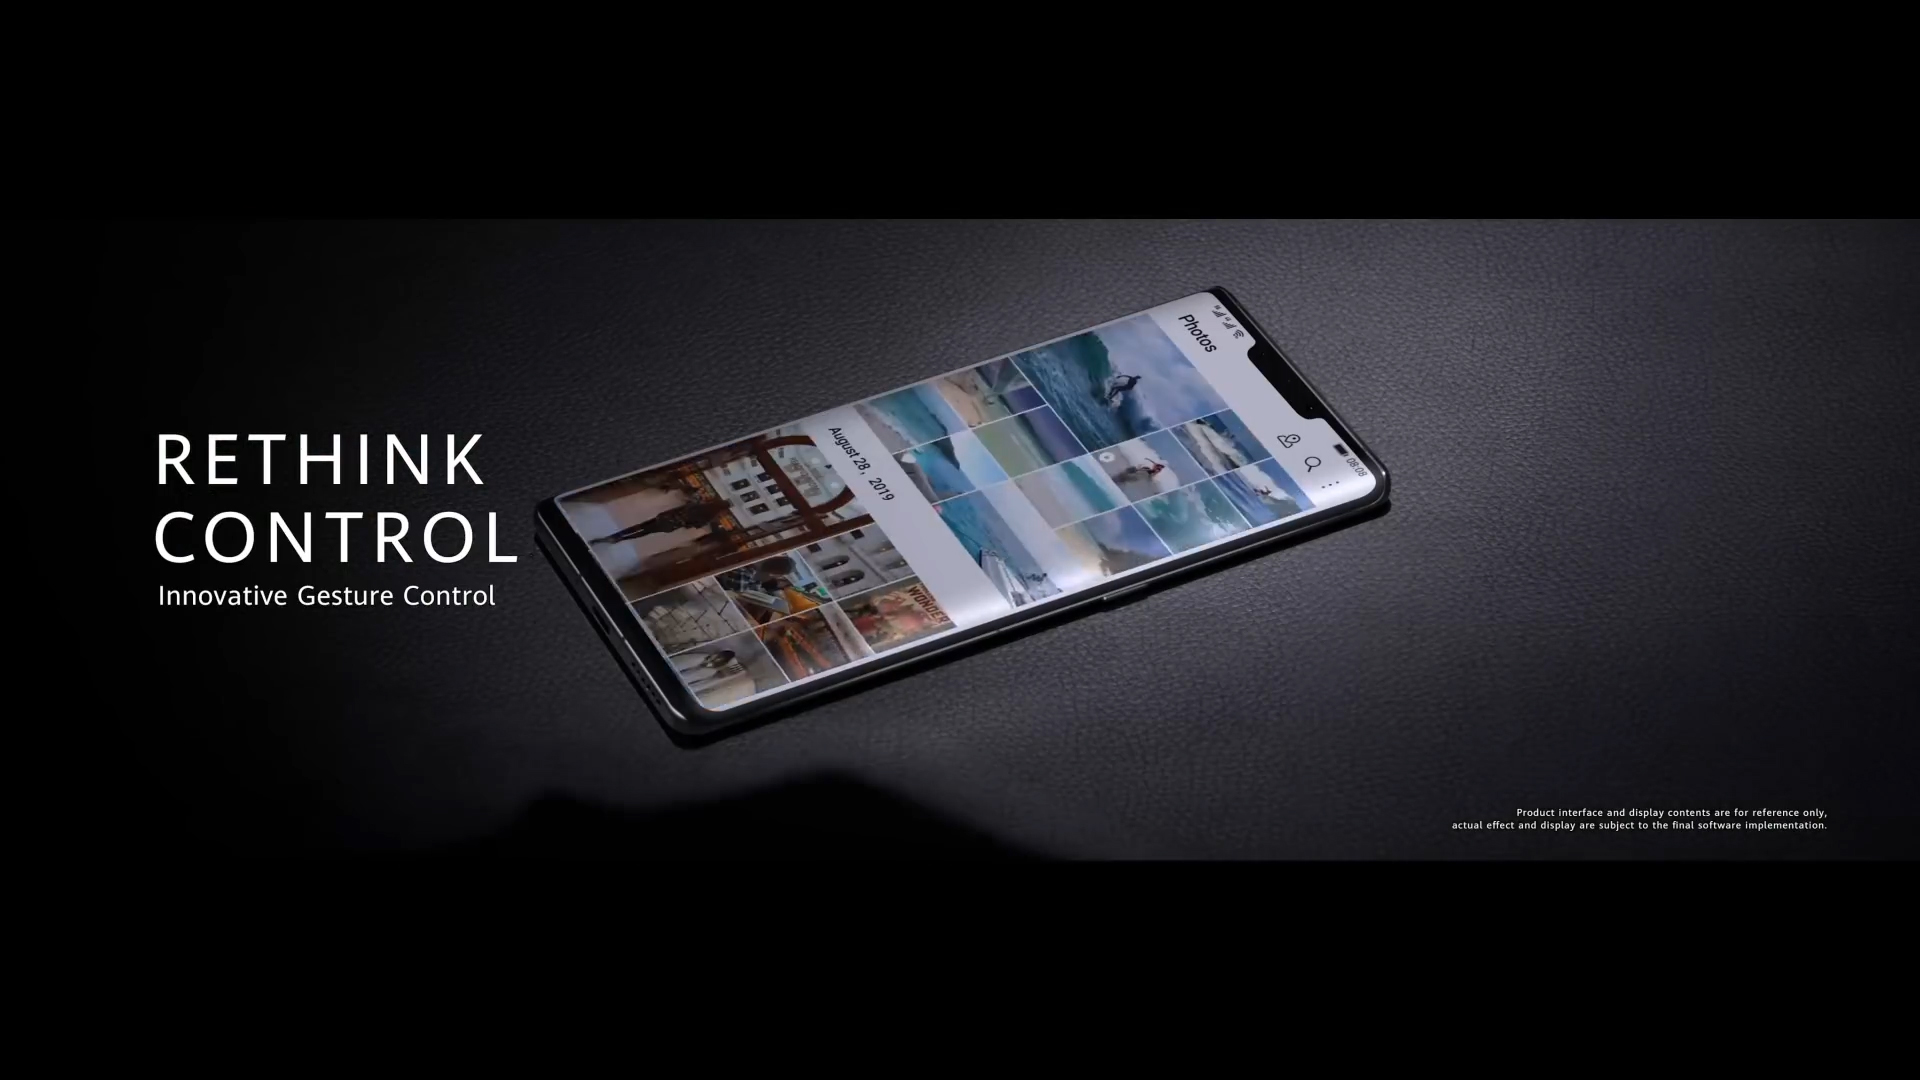 RETHINK
CONTROL
Innovative Gesture Control
Photos
08:08
August 28, 2019
WONDER
Product interface and display contents are for reference only,
actual effect and display are subject to the final software implementation.